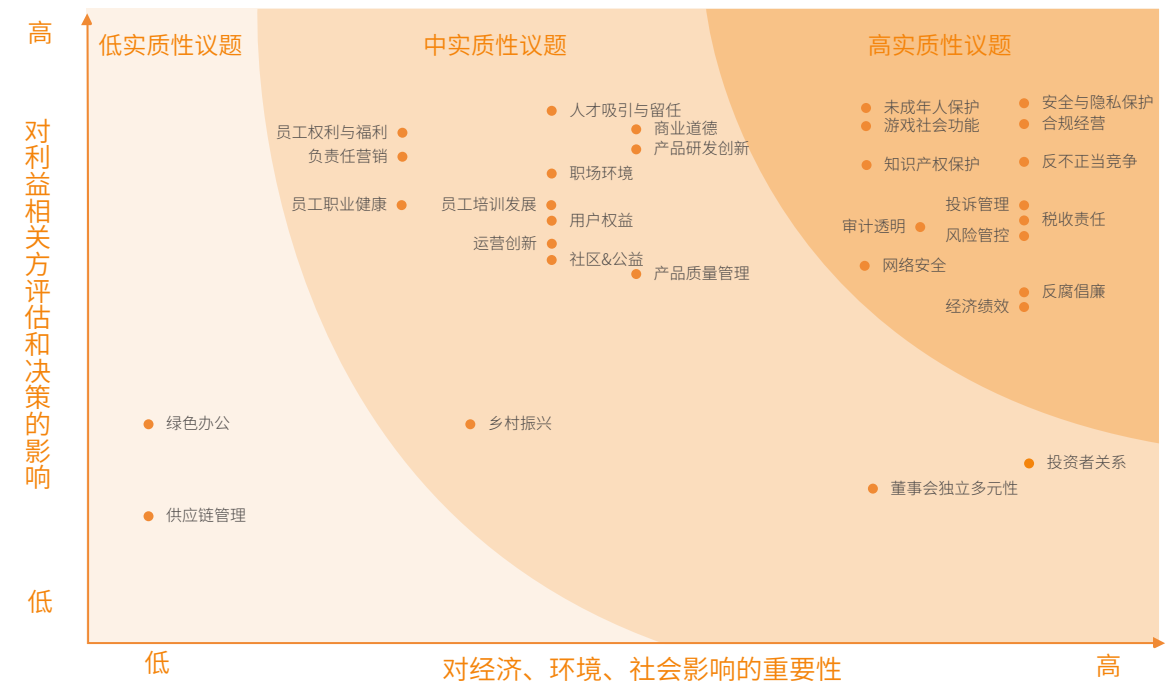 高
低实质性议题
中实质性议题
高实质性议题
对利益相关方评估和决策的影响
人才吸引与留任
未成年人保护
安全与隐私保护
员工权利与福利
商业道德
游戏社会功能
合规经营
负责任营销
产品研发创新
知识产权保护
反不正当竞争
职场环境
员工职业健康
员工培训发展
投诉管理
用户权益
审计透明
税收责任
运营创新
风险管控
社区&公益
网络安全
产品质量管理
反腐倡廉
经济绩效
绿色办公
乡村振兴
投资者关系
董事会独立多元性
供应链管理
低
低
对经济、环境、社会影响的重要性
高